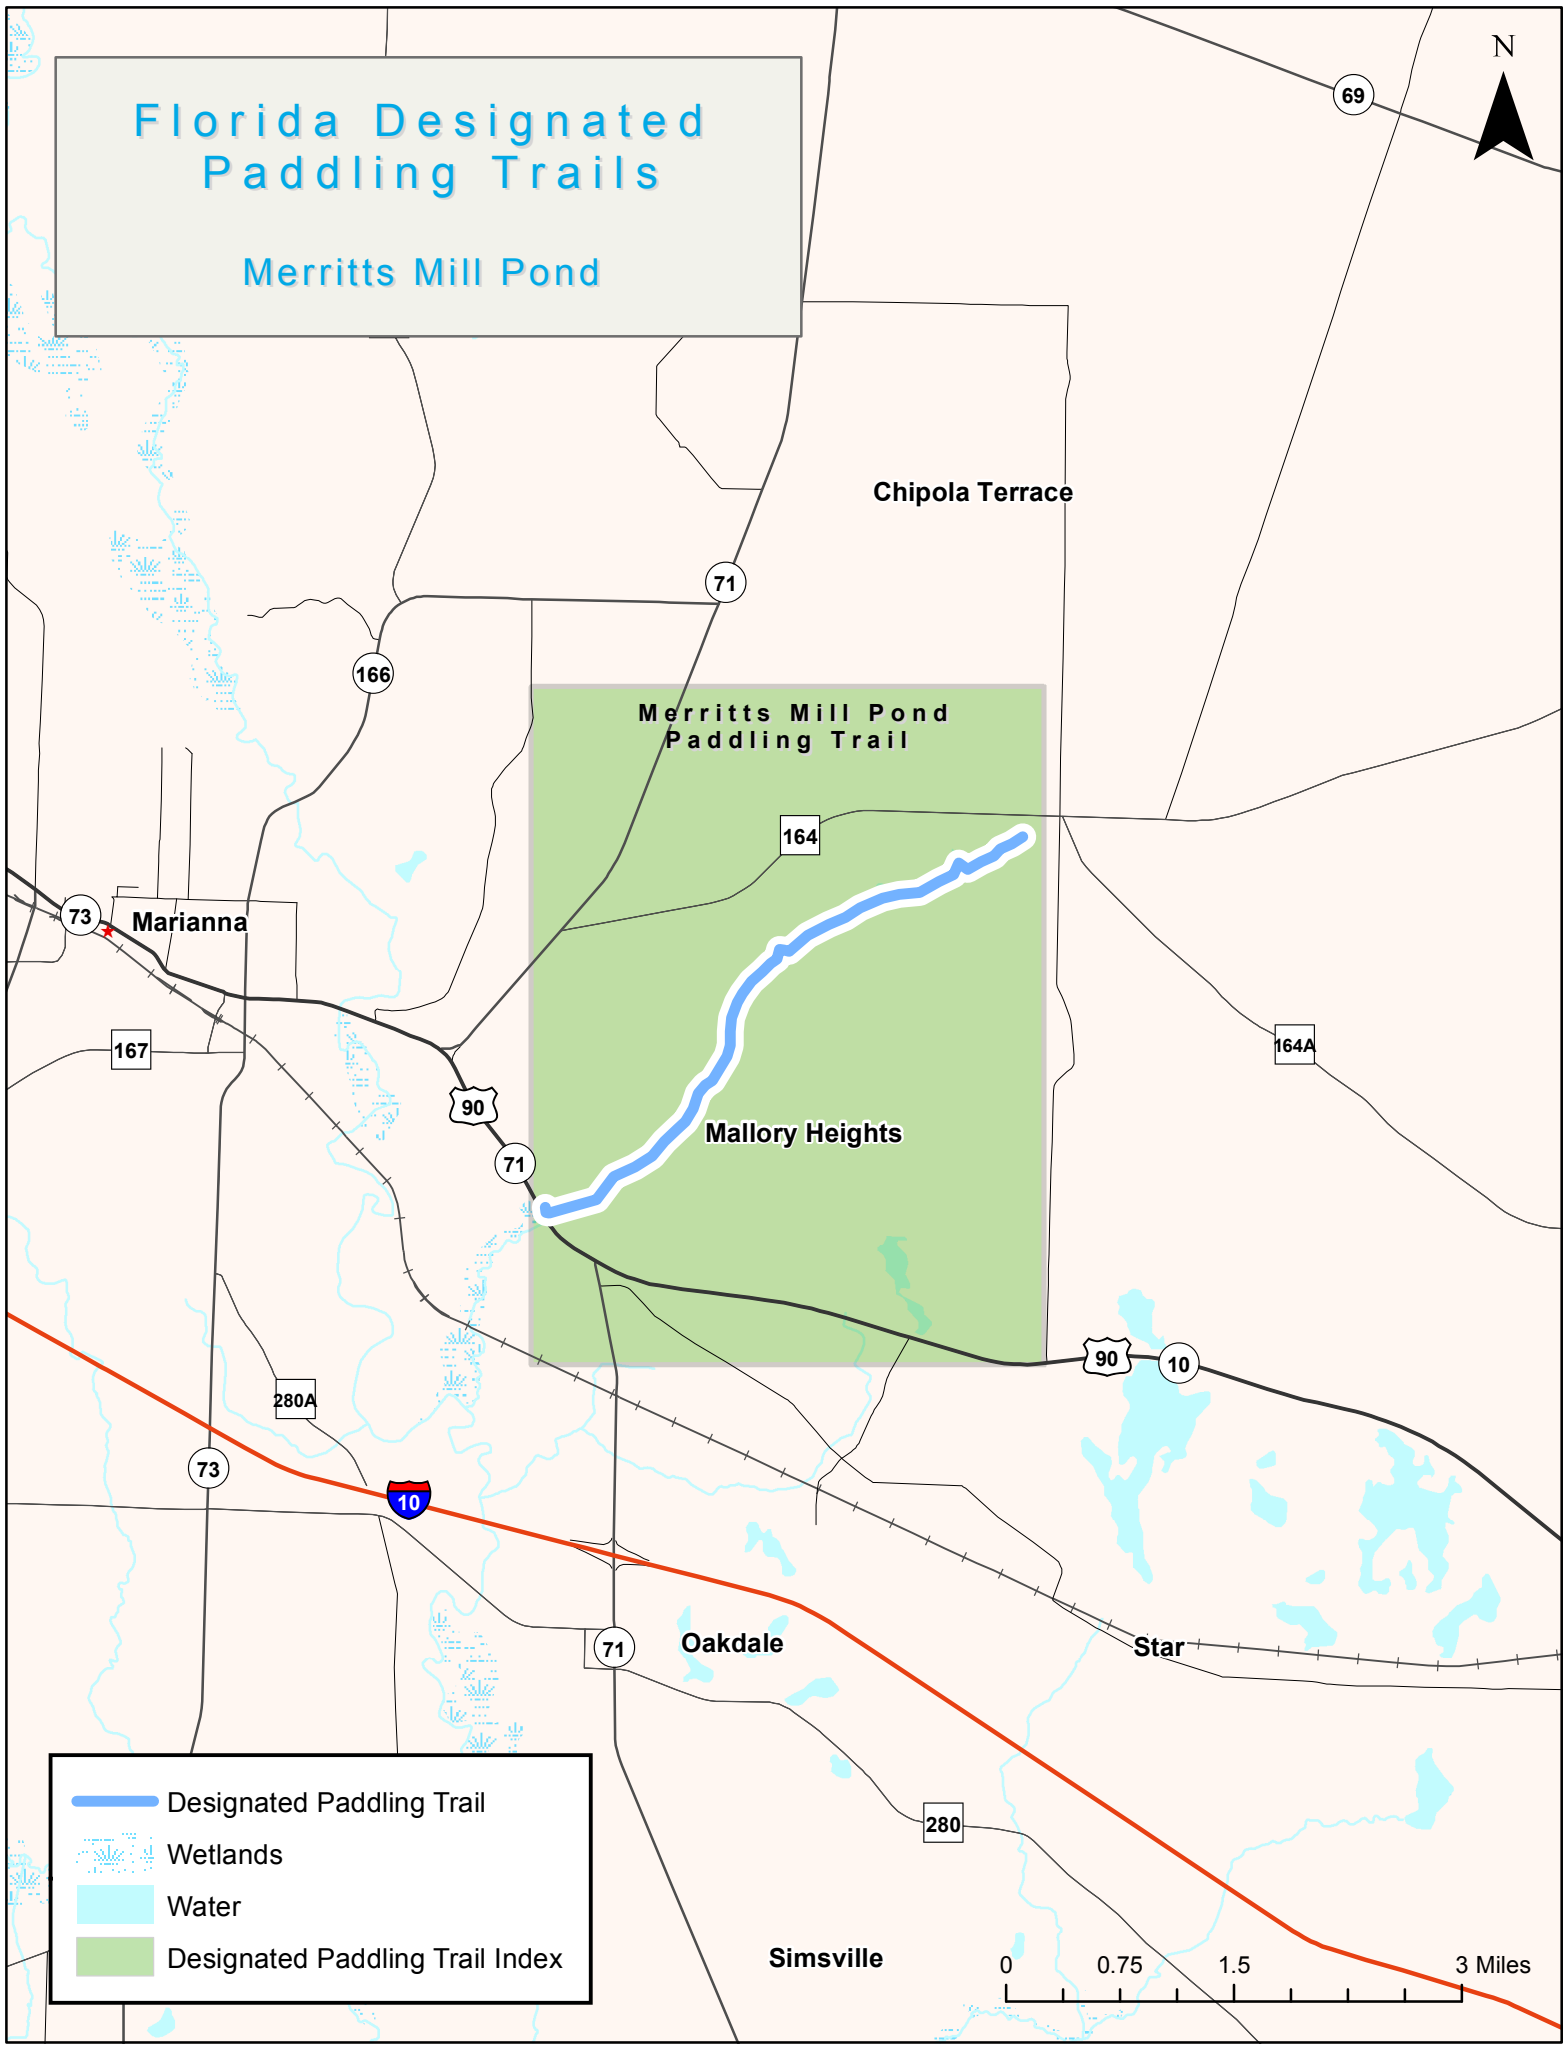 Florida Designated
Paddling Trails
Merritts Mill Pond
N
69
Chipola Terrace
71
166
Merritts Mill Pond
Paddling Trail
164
73
Marianna
167
164A
90
Mallory Heights
71
90
10
280A
73
10
71
Oakdale
Star
280
Simsville
Designated Paddling Trail
Wetlands
Water
Designated Paddling Trail Index
0 0.75 1.5 3 Miles